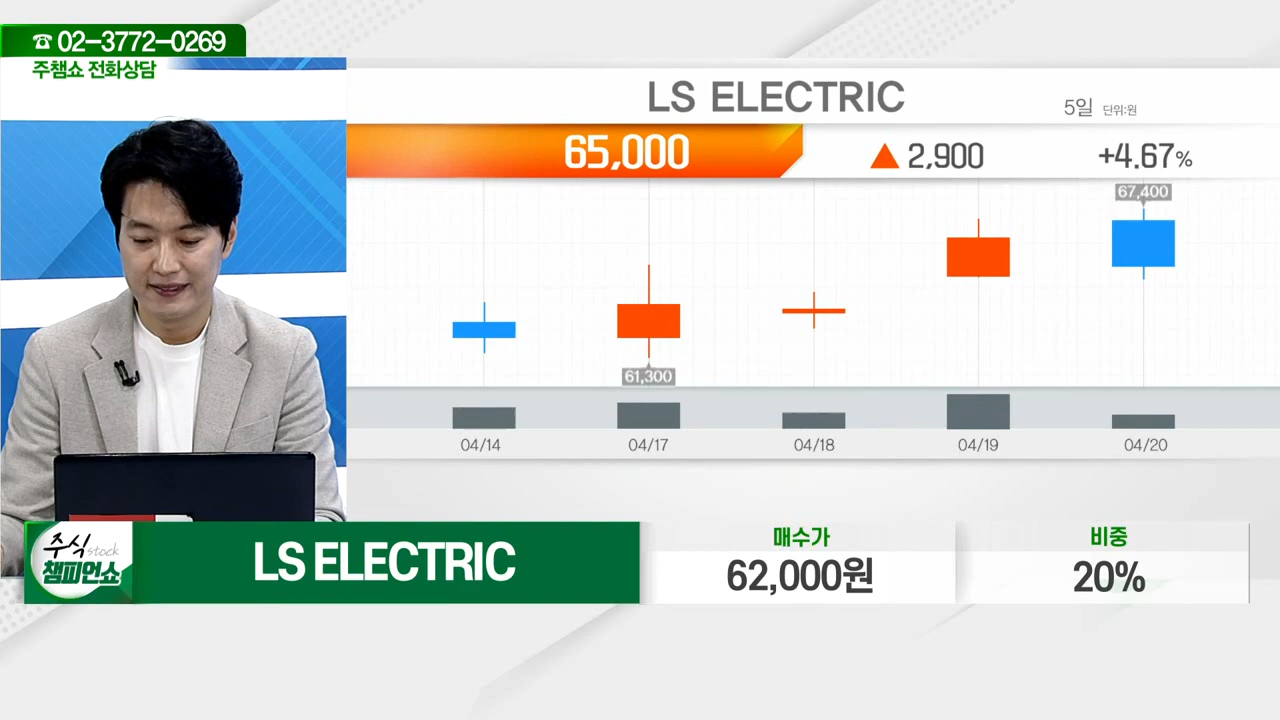 ☎ 02-3772-0269
주챔쇼 전화상담
LS ELECTRIC
5일 단위:원
65,000 ▲ 2,900 +4.67%
67,400
61,300
04/14 04/17 04/18 04/19 04/20
주식 stock
챔피언쇼
LS ELECTRIC
매수가
62,000원
비중
20%